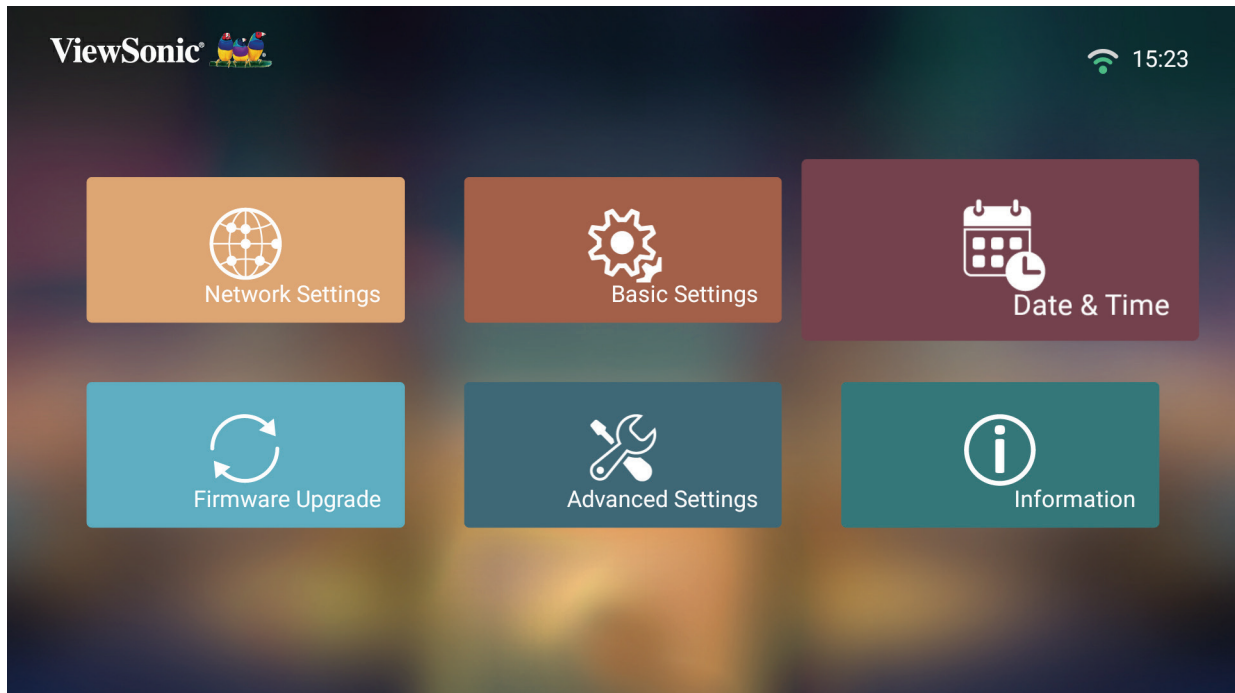 ViewSonic®
15:23
Network Settings
Basic Settings
Date & Time
Firmware Upgrade
Advanced Settings
Information